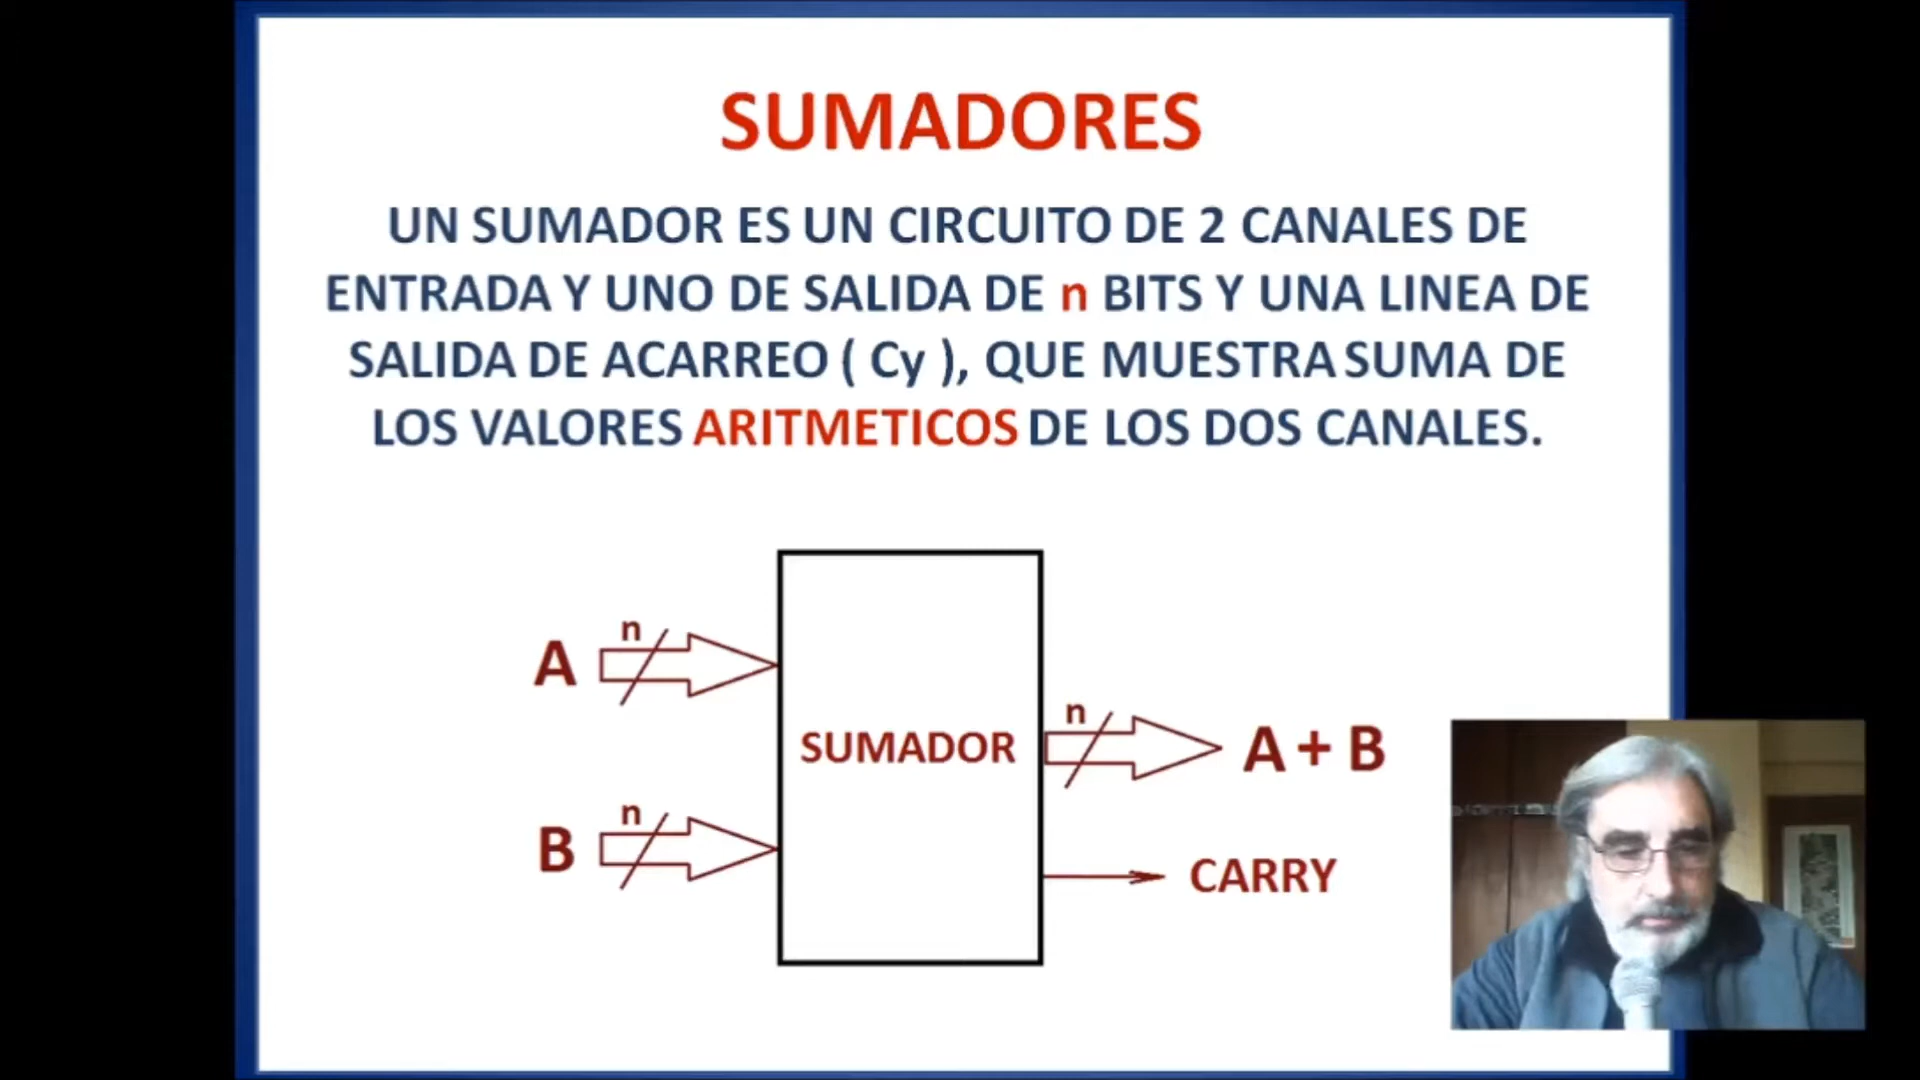 SUMADORES
UN SUMADOR ES UN CIRCUITO DE 2 CANALES DE
ENTRADA Y UNO DE SALIDA DE n BITS Y UNA LINEA DE
SALIDA DE ACARREO ( Cy ), QUE MUESTRA SUMA DE
LOS VALORES ARITMETICOS DE LOS DOS CANALES.
n
A
n
SUMADOR
A + B
n
B
CARRY